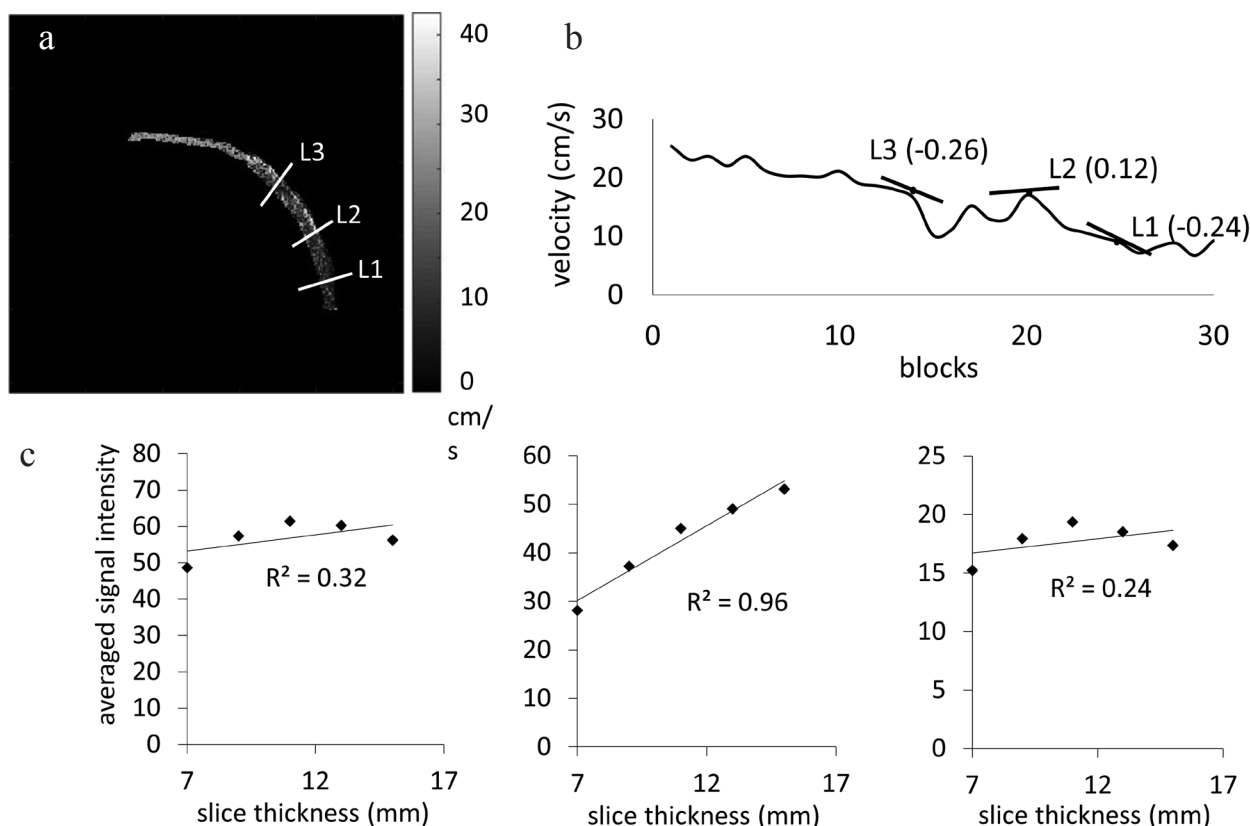 a
40
30
20
10
0
cm/
s
L3
L2
L1
b
velocity (cm/s)
30
20
10
0
L3 (-0.26)
L2 (0.12)
L1 (-0.24)
0
10
20
30
blocks
c
averaged signal intensity
80
70
60
50
40
30
20
10
0
R² = 0.32
7
12
17
slice thickness (mm)
60
50
40
30
20
10
0
R² = 0.96
7
12
17
slice thickness (mm)
25
20
15
10
5
0
R² = 0.24
7
12
17
slice thickness (mm)